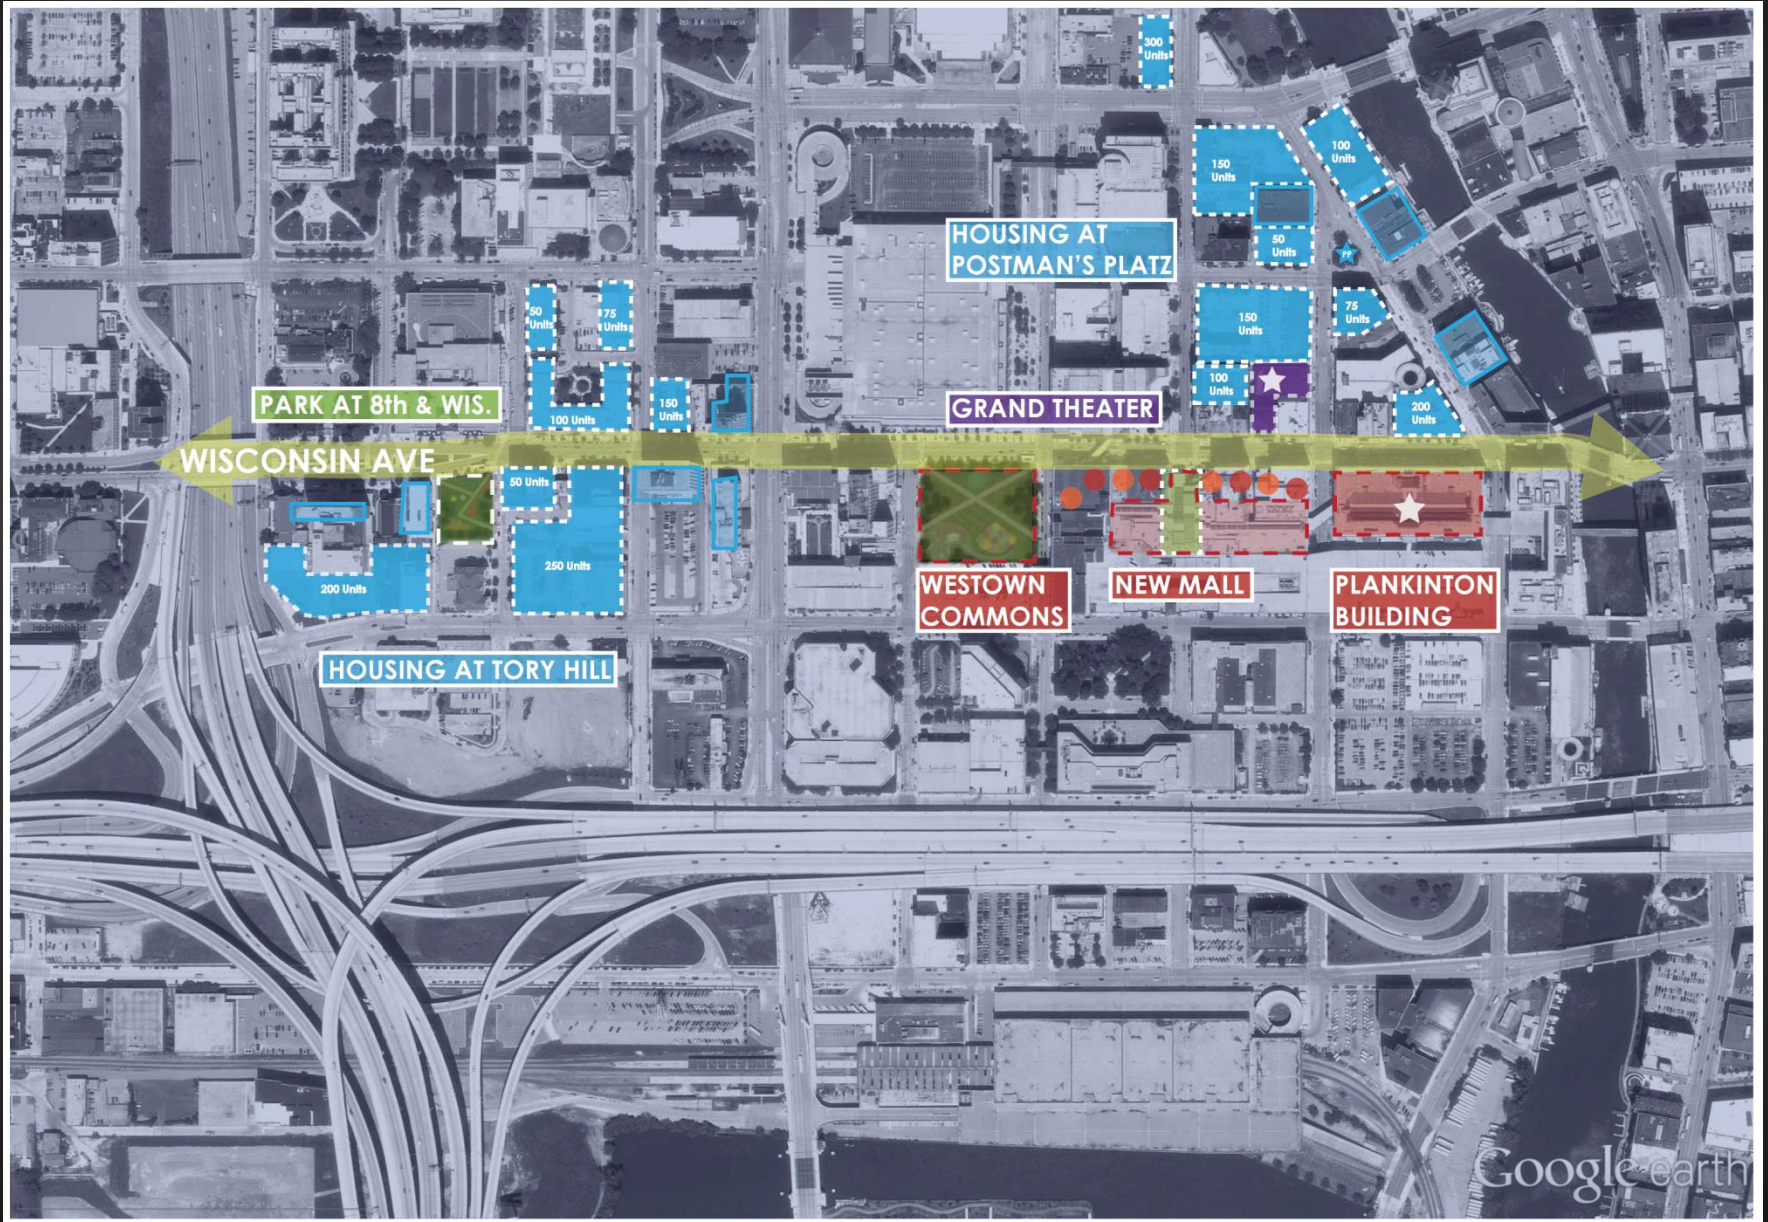 300
Units
150
Units
100
Units
HOUSING AT
POSTMAN'S PLATZ
50
Units
PP
50
Units
75
Units
150
Units
75
Units
PARK AT 8th & WIS.
100 Units
150
Units
GRAND THEATER
100
Units
200
Units
WISCONSIN AVE
50 Units
250 Units
200 Units
WESTOWN
COMMONS
NEW MALL
PLANKINTON
BUILDING
HOUSING AT TORY HILL
Google earth